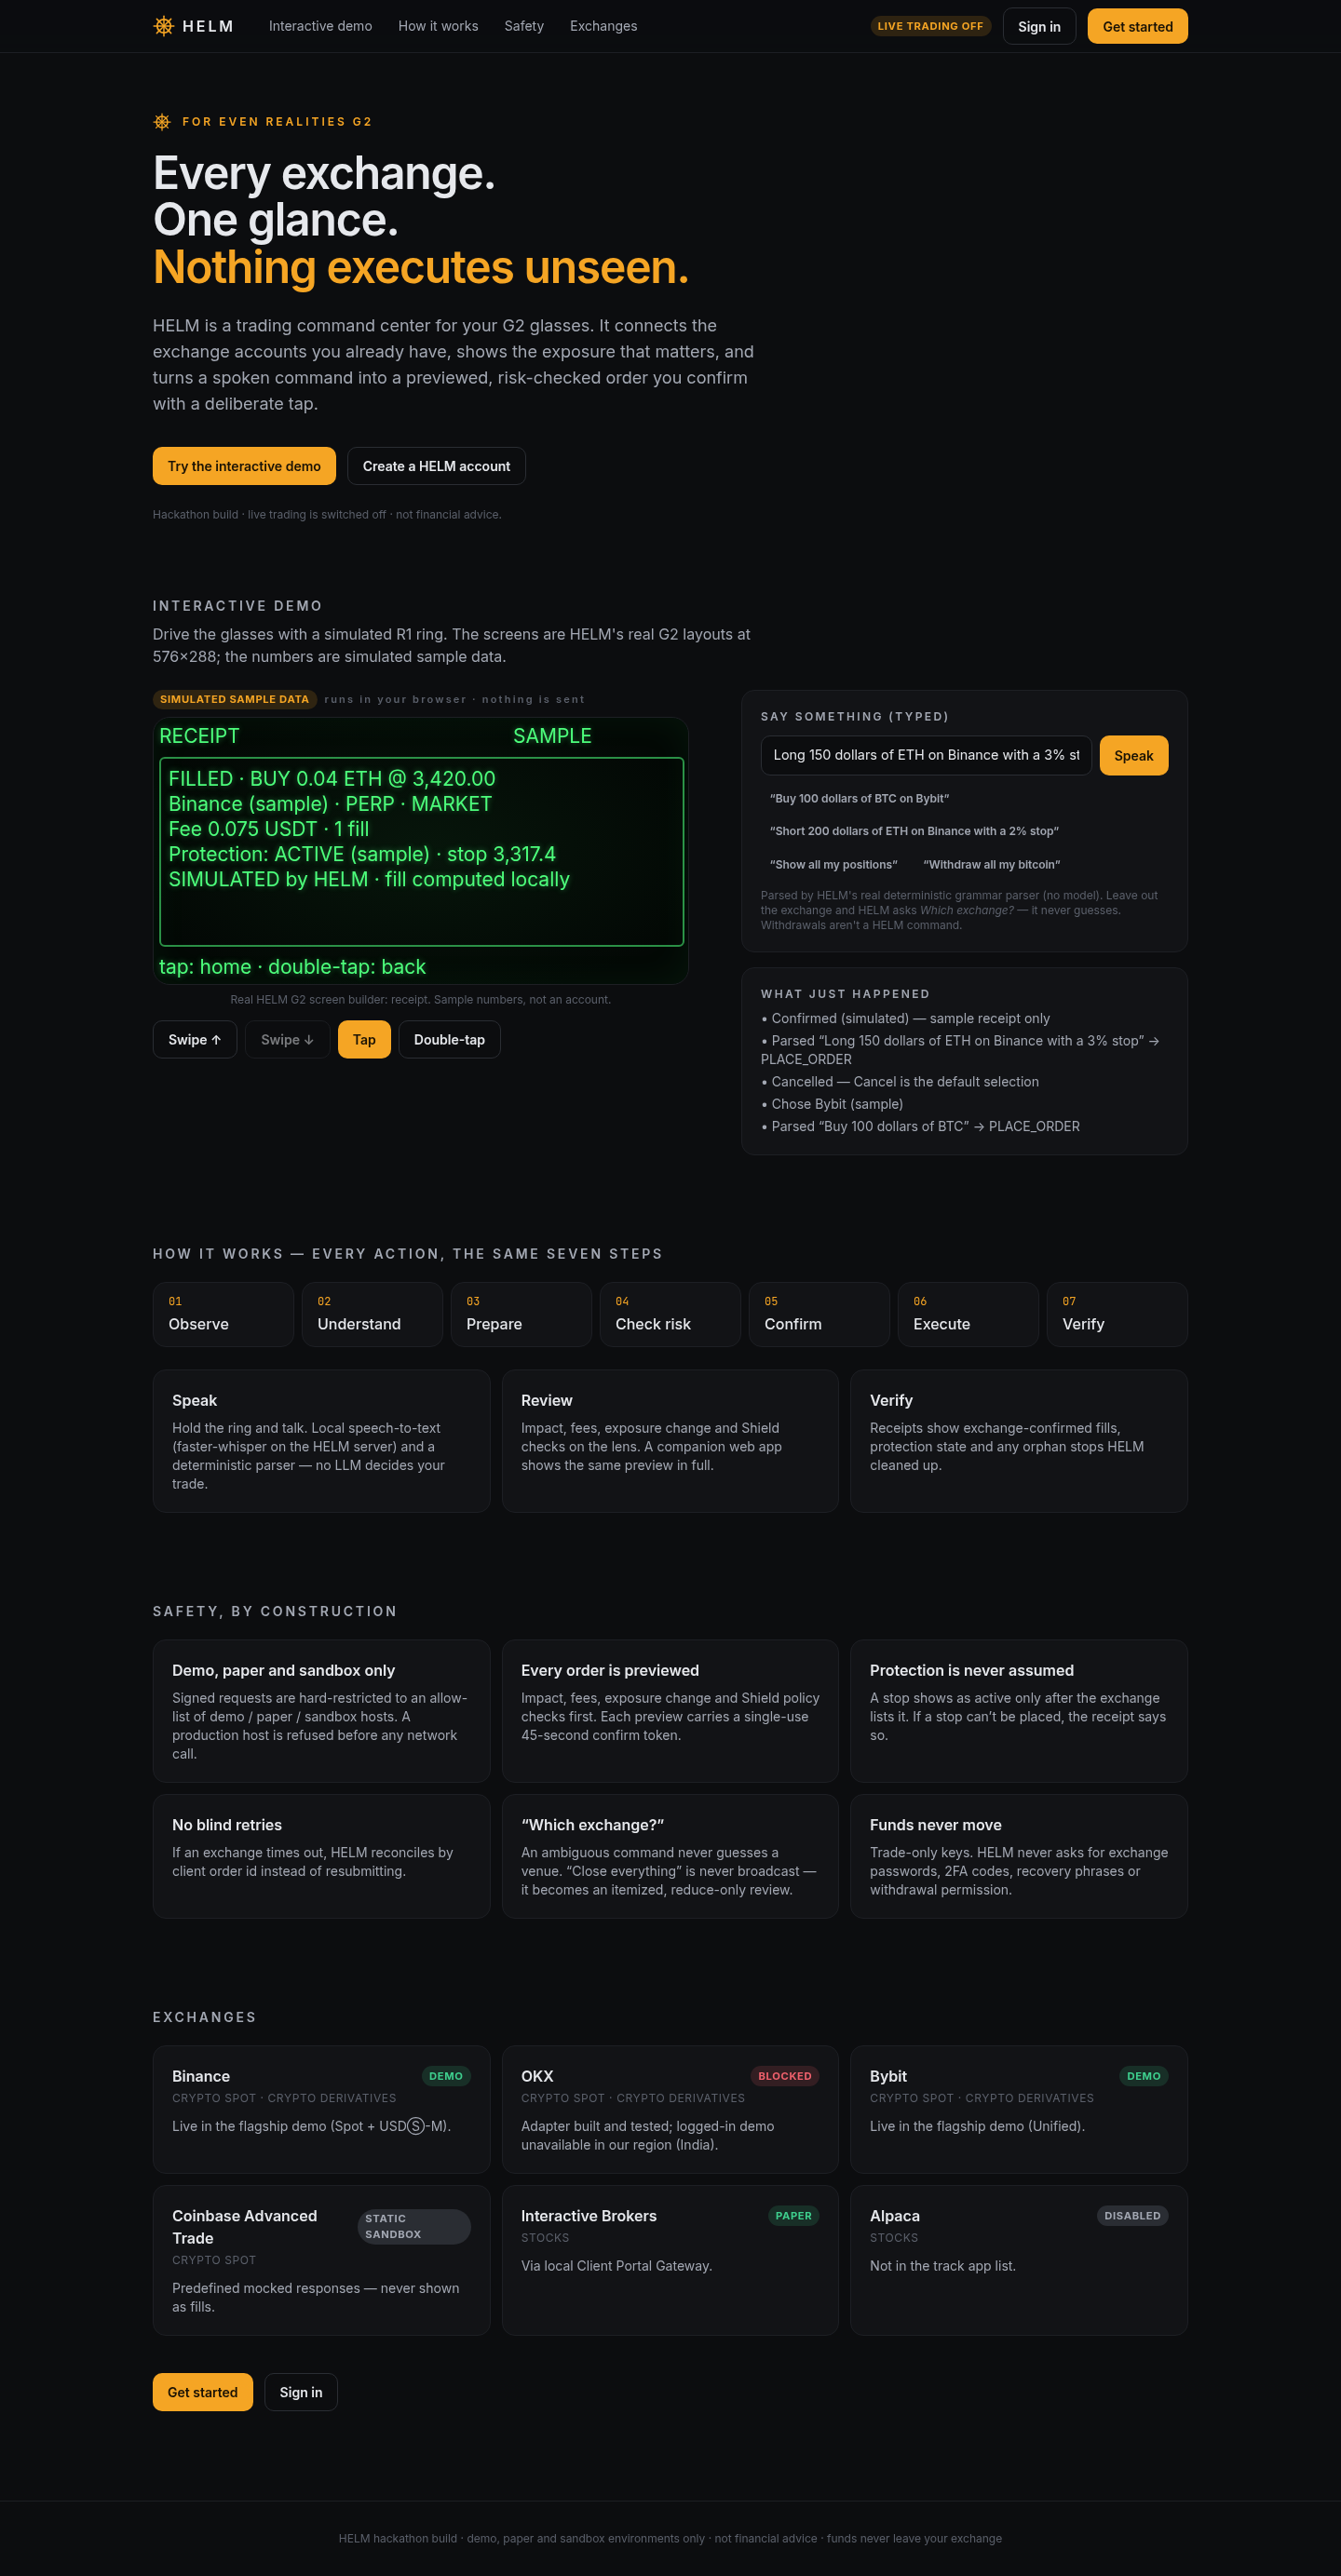 HELM
Interactive demo
How it works
Safety
Exchanges
LIVE TRADING OFF
Sign in
Get started
FOR EVEN REALITIES G2
Every exchange.
One glance.
Nothing executes unseen.
HELM is a trading command center for your G2 glasses. It connects the
exchange accounts you already have, shows the exposure that matters, and
turns a spoken command into a previewed, risk-checked order you confirm
with a deliberate tap.
Try the interactive demo
Create a HELM account
Hackathon build · live trading is switched off · not financial advice.
INTERACTIVE DEMO
Drive the glasses with a simulated R1 ring. The screens are HELM's real G2 layouts at
576×288; the numbers are simulated sample data.
SIMULATED SAMPLE DATA
runs in your browser · nothing is sent
RECEIPT
SAMPLE
FILLED · BUY 0.04 ETH @ 3,420.00
Binance (sample) · PERP · MARKET
Fee 0.075 USDT · 1 fill
Protection: ACTIVE (sample) · stop 3,317.4
SIMULATED by HELM · fill computed locally
tap: home · double-tap: back
Real HELM G2 screen builder: receipt. Sample numbers, not an account.
Swipe ↑
Swipe ↓
Tap
Double-tap
SAY SOMETHING (TYPED)
Long 150 dollars of ETH on Binance with a 3% st
Speak
“Buy 100 dollars of BTC on Bybit”
“Short 200 dollars of ETH on Binance with a 2% stop”
“Show all my positions”
“Withdraw all my bitcoin”
Parsed by HELM's real deterministic grammar parser (no model). Leave out
the exchange and HELM asks Which exchange? — it never guesses.
Withdrawals aren't a HELM command.
WHAT JUST HAPPENED
• Confirmed (simulated) — sample receipt only
• Parsed “Long 150 dollars of ETH on Binance with a 3% stop” →
PLACE_ORDER
• Cancelled — Cancel is the default selection
• Chose Bybit (sample)
• Parsed “Buy 100 dollars of BTC” → PLACE_ORDER
HOW IT WORKS — EVERY ACTION, THE SAME SEVEN STEPS
01
Observe
02
Understand
03
Prepare
04
Check risk
05
Confirm
06
Execute
07
Verify
Speak
Hold the ring and talk. Local speech-to-text
(faster-whisper on the HELM server) and a
deterministic parser — no LLM decides your
trade.
Review
Impact, fees, exposure change and Shield
checks on the lens. A companion web app
shows the same preview in full.
Verify
Receipts show exchange-confirmed fills,
protection state and any orphan stops HELM
cleaned up.
SAFETY, BY CONSTRUCTION
Demo, paper and sandbox only
Signed requests are hard-restricted to an allow-
list of demo / paper / sandbox hosts. A
production host is refused before any network
call.
Every order is previewed
Impact, fees, exposure change and Shield policy
checks first. Each preview carries a single-use
45-second confirm token.
Protection is never assumed
A stop shows as active only after the exchange
lists it. If a stop can’t be placed, the receipt says
so.
No blind retries
If an exchange times out, HELM reconciles by
client order id instead of resubmitting.
“Which exchange?”
An ambiguous command never guesses a
venue. “Close everything” is never broadcast —
it becomes an itemized, reduce-only review.
Funds never move
Trade-only keys. HELM never asks for exchange
passwords, 2FA codes, recovery phrases or
withdrawal permission.
EXCHANGES
Binance
DEMO
CRYPTO SPOT · CRYPTO DERIVATIVES
Live in the flagship demo (Spot + USDⓈ-M).
OKX
BLOCKED
CRYPTO SPOT · CRYPTO DERIVATIVES
Adapter built and tested; logged-in demo
unavailable in our region (India).
Bybit
DEMO
CRYPTO SPOT · CRYPTO DERIVATIVES
Live in the flagship demo (Unified).
Coinbase Advanced
Trade
STATIC
SANDBOX
CRYPTO SPOT
Predefined mocked responses — never shown
as fills.
Interactive Brokers
PAPER
STOCKS
Via local Client Portal Gateway.
Alpaca
DISABLED
STOCKS
Not in the track app list.
Get started
Sign in
HELM hackathon build · demo, paper and sandbox environments only · not financial advice · funds never leave your exchange